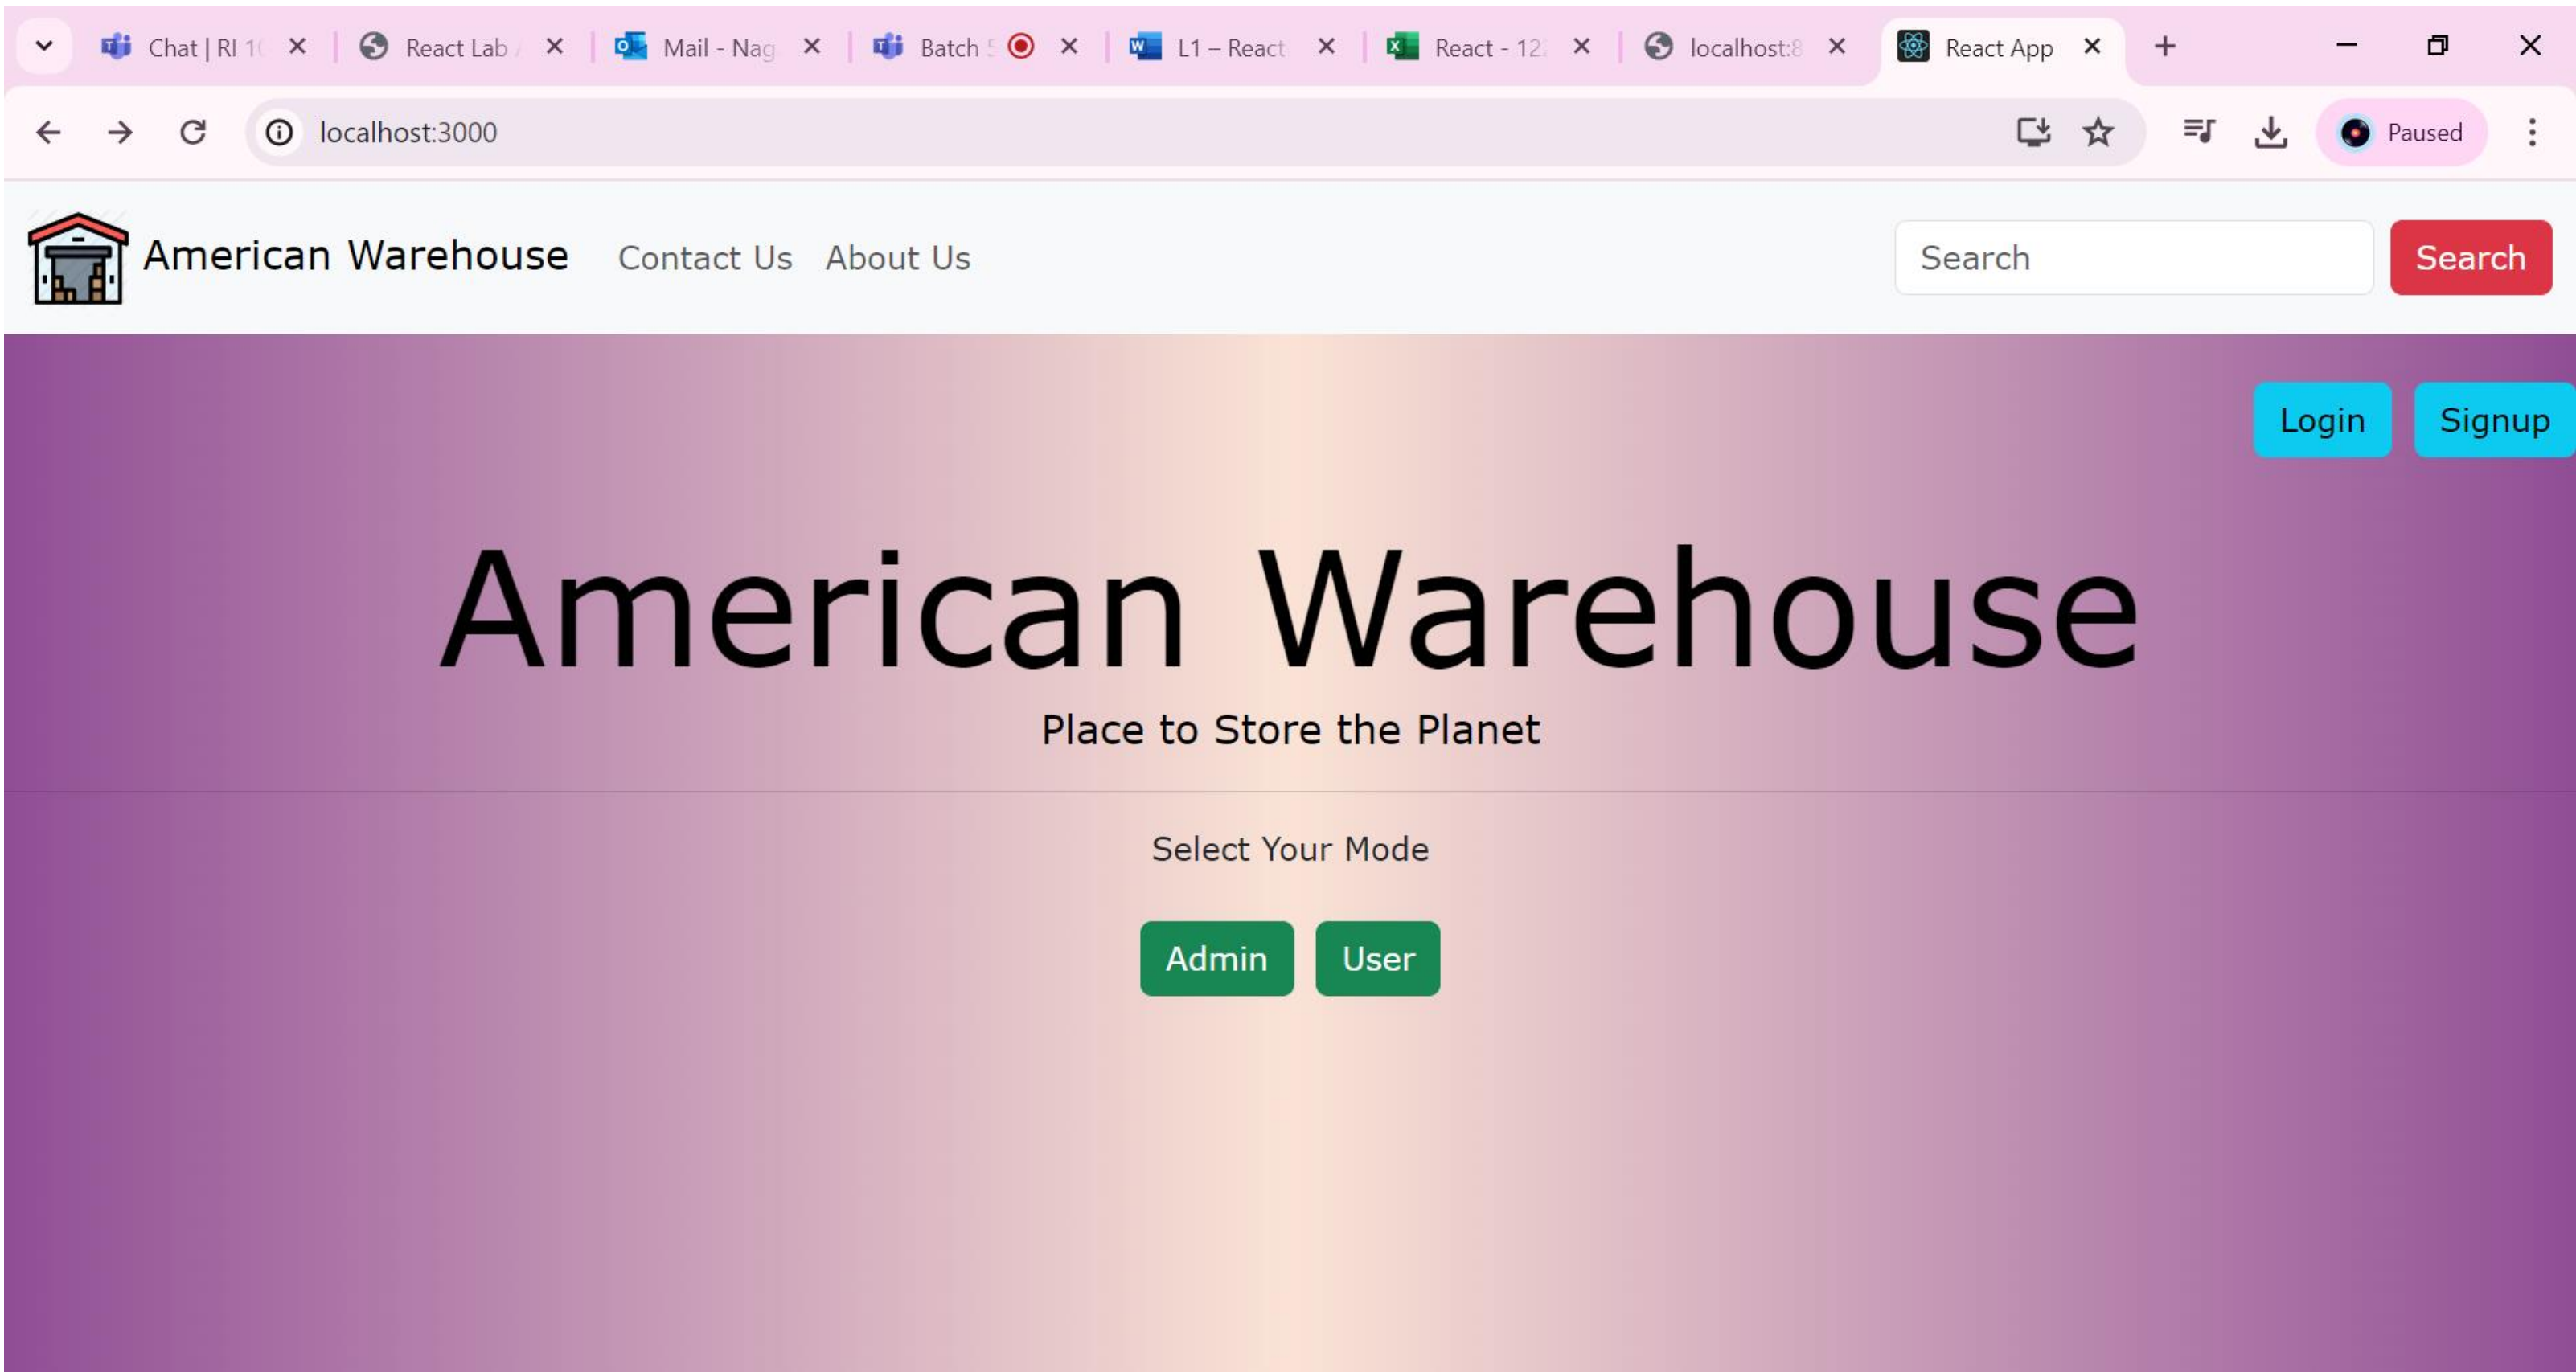 Chat | RI 1
React Lab
Mail - Nag
Batch
L1 – React
React - 12
localhost:8
React App
localhost:3000
Paused
American Warehouse
Contact Us
About Us
Search
Search
Login
Signup
American Warehouse
Place to Store the Planet
Select Your Mode
Admin
User